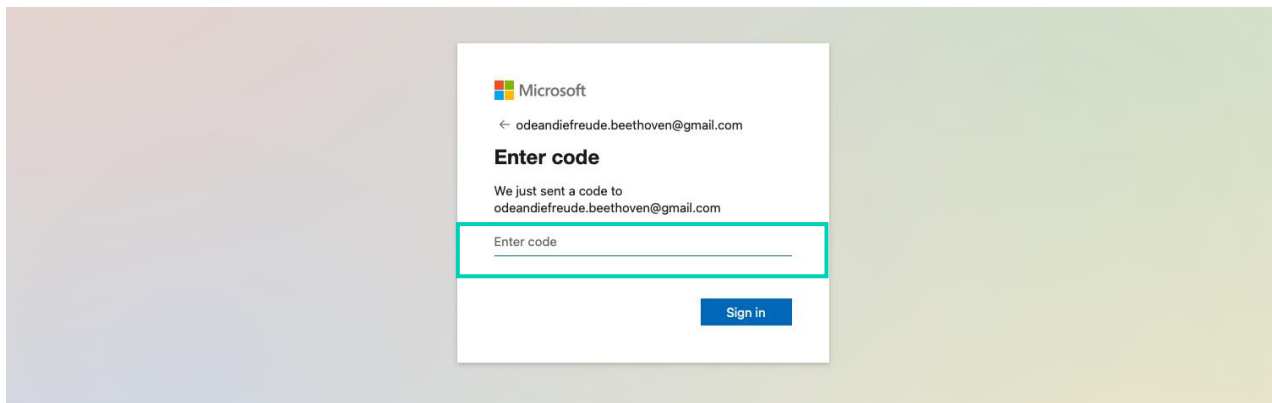 Microsoft
← odeandiefreude.beethoven@gmail.com
Enter code
We just sent a code to
odeandiefreude.beethoven@gmail.com
Enter code
Sign in